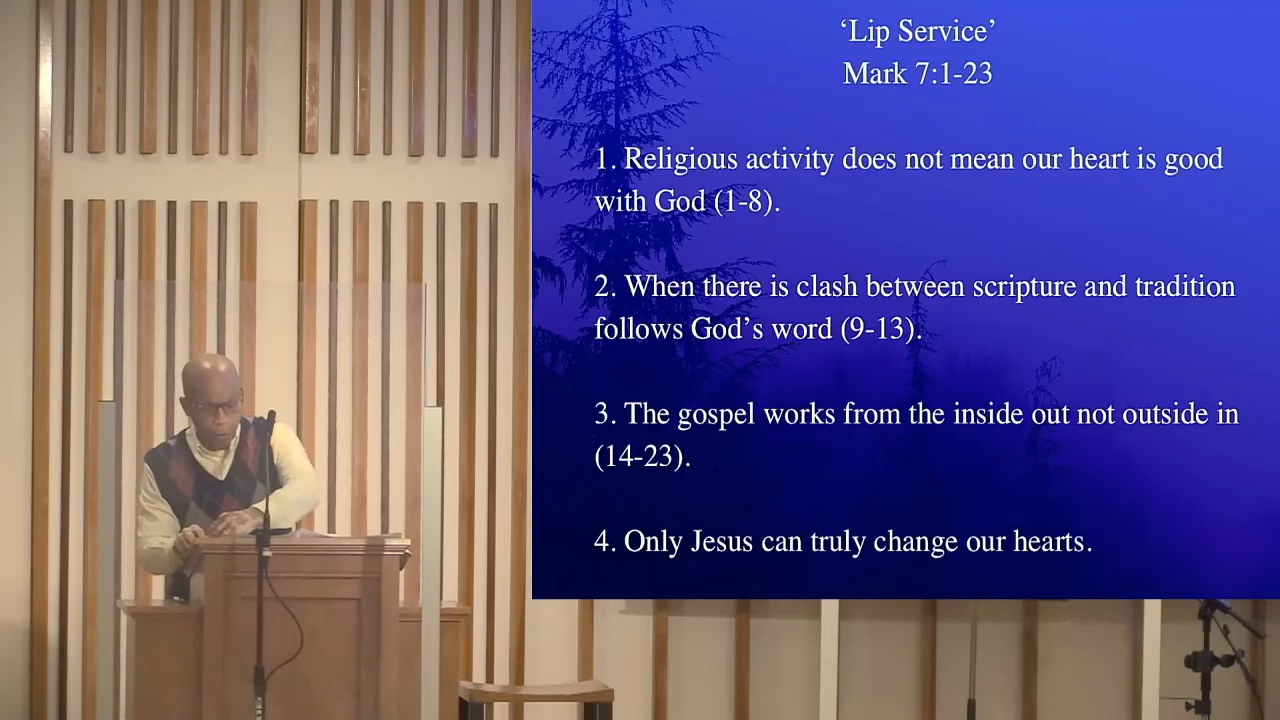 ‘Lip Service’
Mark 7:1-23
1. Religious activity does not mean our heart is good
with God (1-8).
2. When there is clash between scripture and tradition
follows God’s word (9-13).
3. The gospel works from the inside out not outside in
(14-23).
4. Only Jesus can truly change our hearts.